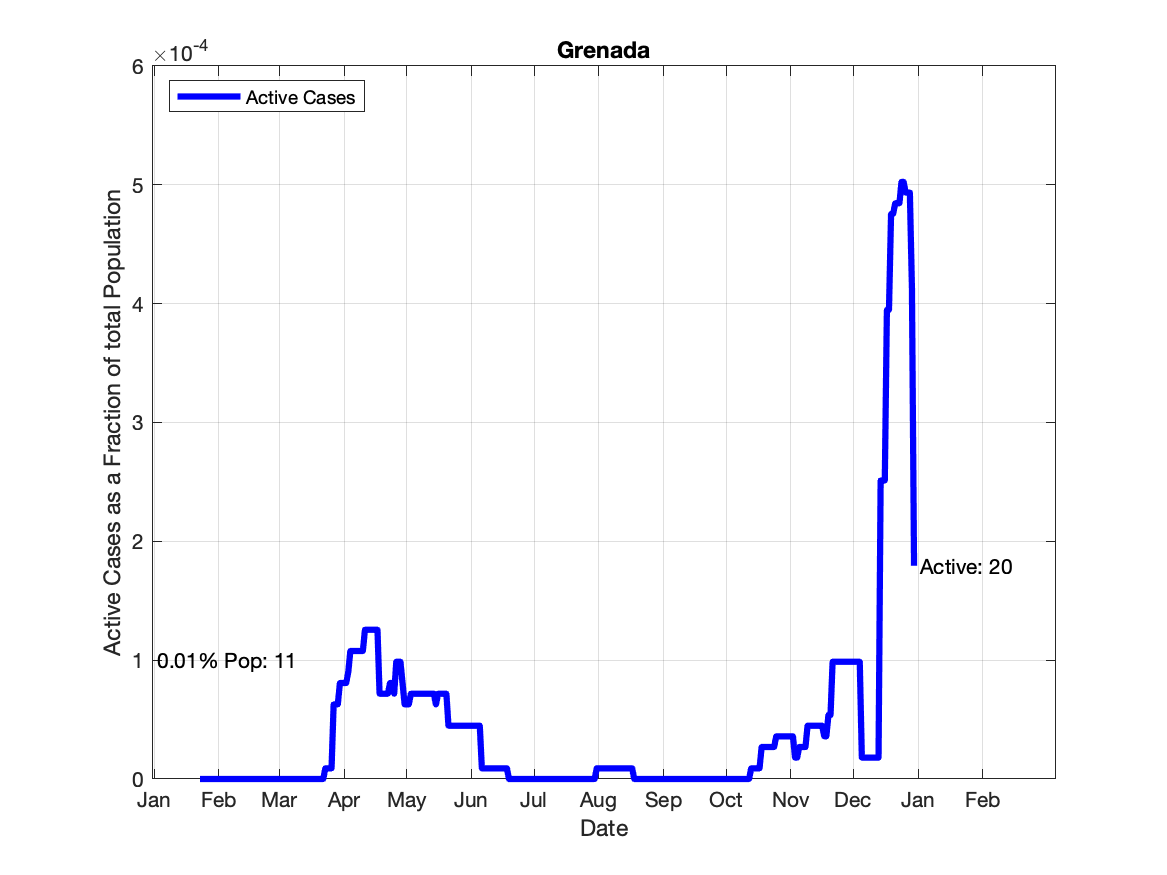 Grenada
×10-4
Active Cases
6
5
4
3
2
1
0
Active Cases as a Fraction of total Population
0.01% Pop: 11
Active: 20
Jan Feb Mar Apr May Jun Jul Aug Sep Oct Nov Dec Jan Feb
Date